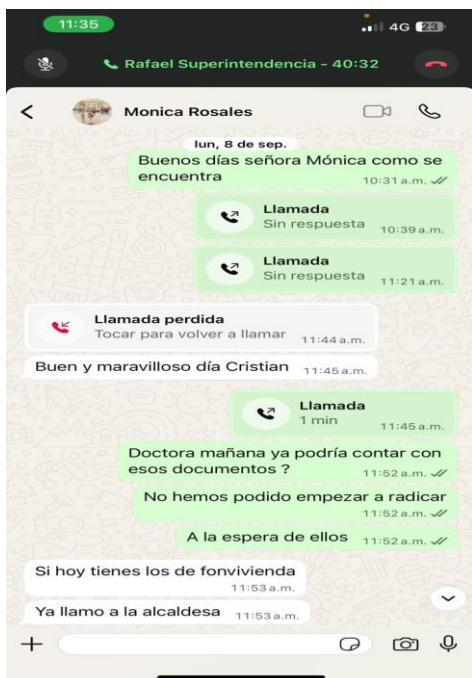 11:35
4G 23
Rafael Superintendencia - 40:32
Monica Rosales
lun, 8 de sep.
Buenos días señora Mónica como se
encuentra
10:31 a.m.
Llamada
Sin respuesta
10:39 a.m.
Llamada
Sin respuesta
11:21 a.m.
Llamada perdida
Tocar para volver a llamar
11:44 a.m.
Buen y maravilloso día Cristian
11:45 a.m.
Llamada
1 min
11:45 a.m.
Doctora mañana ya podría contar con
esos documentos ?
11:52 a.m.
No hemos podido empezar a radicar
11:52 a.m.
A la espera de ellos
11:52 a.m.
Si hoy tienes los de fonvivienda
11:53 a.m.
Ya llamo a la alcaldesa
11:53 a.m.